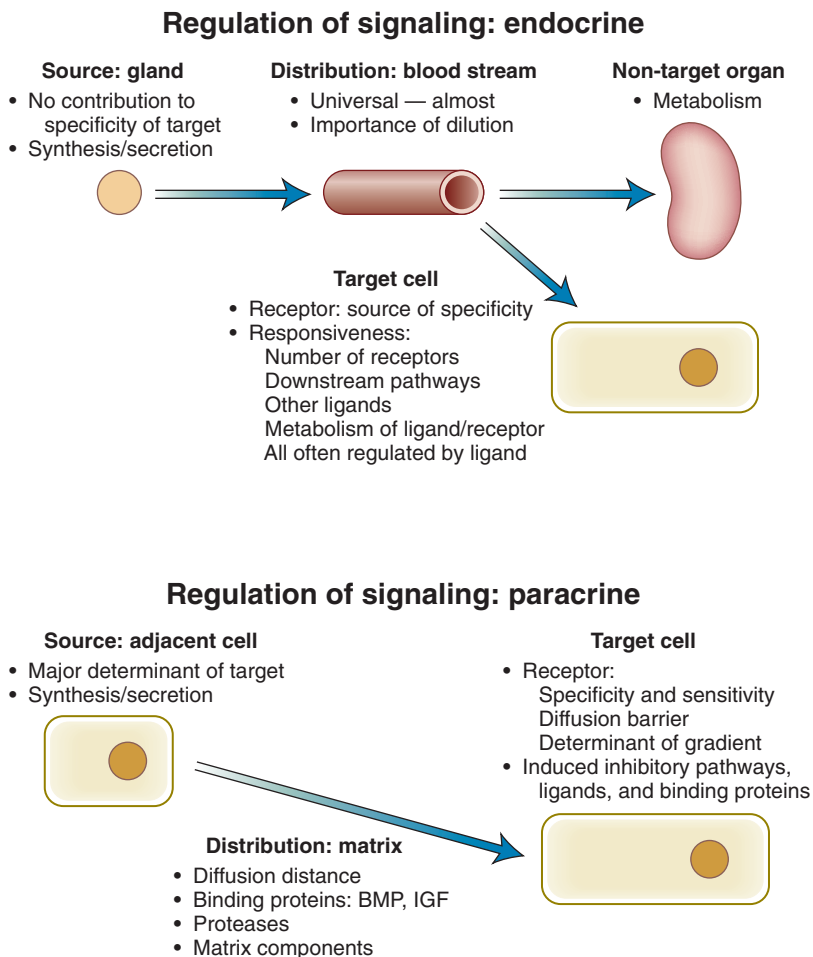 Regulation of signaling: endocrine
Source: gland
• No contribution to
specificity of target
• Synthesis/secretion
Distribution: blood stream
• Universal — almost
• Importance of dilution
Non-target organ
• Metabolism
Target cell
• Receptor: source of specificity
• Responsiveness:
Number of receptors
Downstream pathways
Other ligands
Metabolism of ligand/receptor
All often regulated by ligand
Regulation of signaling: paracrine
Source: adjacent cell
• Major determinant of target
• Synthesis/secretion
Target cell
• Receptor:
Specificity and sensitivity
Diffusion barrier
Determinant of gradient
• Induced inhibitory pathways,
ligands, and binding proteins
Distribution: matrix
• Diffusion distance
• Binding proteins: BMP, IGF
• Proteases
• Matrix components